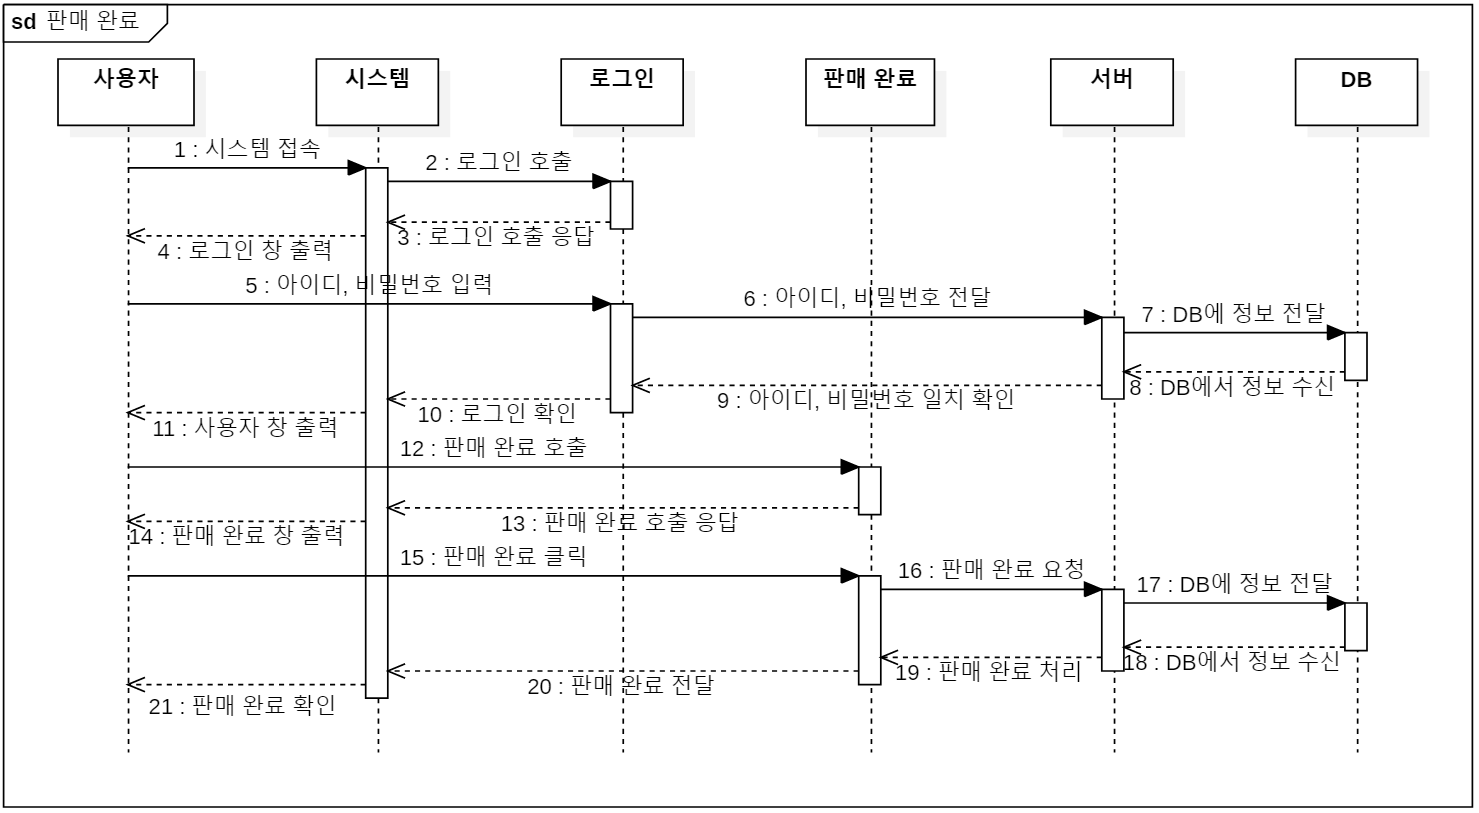 sd 판매 완료
사용자
시스템
로그인
판매 완료
서버
DB
1 : 시스템 접속
2 : 로그인 호출
3 : 로그인 호출 응답
4 : 로그인 창 출력
5 : 아이디, 비밀번호 입력
6 : 아이디, 비밀번호 전달
7 : DB에 정보 전달
8 : DB에서 정보 수신
9 : 아이디, 비밀번호 일치 확인
10 : 로그인 확인
11 : 사용자 창 출력
12 : 판매 완료 호출
13 : 판매 완료 호출 응답
14 : 판매 완료 창 출력
15 : 판매 완료 클릭
16 : 판매 완료 요청
17 : DB에 정보 전달
18 : DB에서 정보 수신
19 : 판매 완료 처리
20 : 판매 완료 전달
21 : 판매 완료 확인